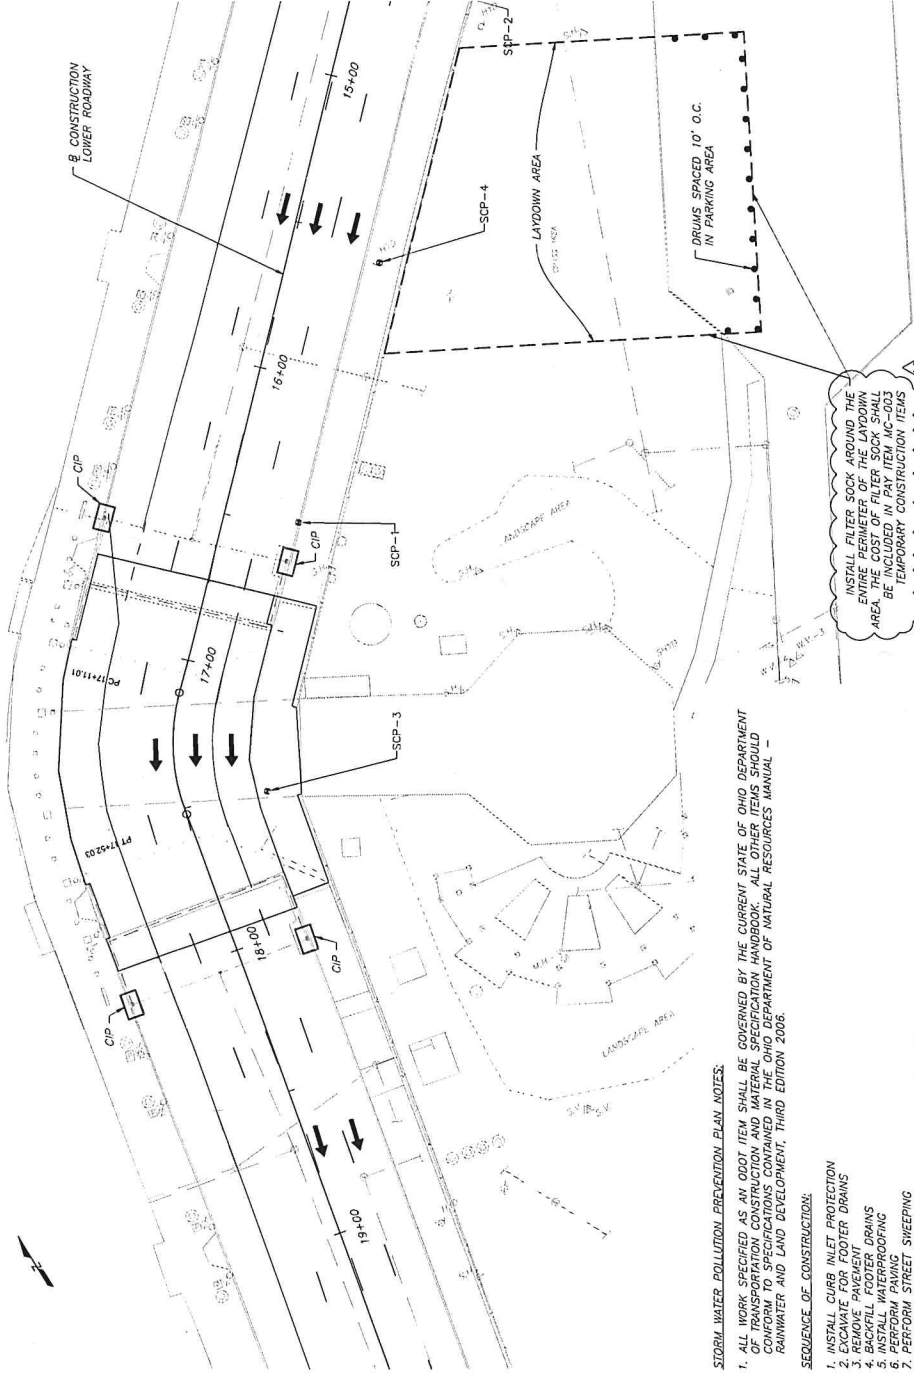 ℄ CONSTRUCTION
LOWER ROADWAY
15+00
16+00
17+00
18+00
19+00
PC 17+11.01
PT 17+52.03
CIP
CIP
CIP
CIP
SCP-1
SCP-2
SCP-3
SCP-4
LAYDOWN AREA
DRUMS SPACED 10' O.C.
IN PARKING AREA
INSTALL FILTER SOCK AROUND THE
ENTIRE PERIMETER OF THE LAYDOWN
AREA. THE COST OF FILTER SOCK SHALL
BE INCLUDED IN PAY ITEM MC-003
TEMPORARY CONSTRUCTION ITEMS
LANDSCAPE AREA
LANDSCAPE AREA
STORM WATER POLLUTION PREVENTION PLAN NOTES:
1. ALL WORK SPECIFIED AS AN ODOT ITEM SHALL BE GOVERNED BY THE CURRENT STATE OF OHIO DEPARTMENT
OF TRANSPORTATION CONSTRUCTION AND MATERIAL SPECIFICATION HANDBOOK. ALL OTHER ITEMS SHOULD
CONFORM TO SPECIFICATIONS CONTAINED IN THE OHIO DEPARTMENT OF NATURAL RESOURCES MANUAL –
RAINWATER AND LAND DEVELOPMENT, THIRD EDITION 2006.
SEQUENCE OF CONSTRUCTION:
1. INSTALL CURB INLET PROTECTION
2. EXCAVATE FOR FOOTER DRAINS
3. REMOVE PAVEMENT
4. BACKFILL FOOTER DRAINS
5. INSTALL WATERPROOFING
6. PERFORM PAVING
7. PERFORM STREET SWEEPING